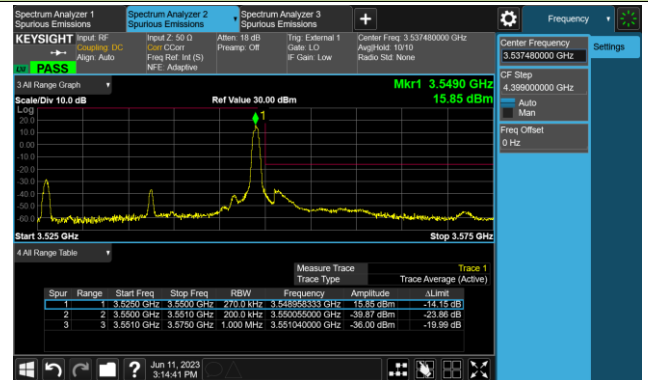 Spectrum Analyzer 1
Spurious Emissions
Spectrum Analyzer 2
Spurious Emissions
Spectrum Analyzer 3
Spurious Emissions
+
Frequency
KEYSIGHT
Input: RF
Coupling: DC
Align: Auto
Input Z: 50 Ω
Corr CCorr
Freq Ref: Int (S)
NFE: Adaptive
Atten: 18 dB
Preamp: Off
Trig: External 1
Gate: LO
IF Gain: Low
Center Freq: 3.537480000 GHz
Avg|Hold: 10/10
Radio Std: None
PASS
Center Frequency
3.537480000 GHz
Settings
CF Step
4.399000000 GHz
Auto
Man
Freq Offset
0 Hz
3 All Range Graph
Mkr1 3.5490 GHz
15.85 dBm
Scale/Div 10.0 dB
Ref Value 30.00 dBm
Log
20.0
10.0
0.00
-10.0
-20.0
-30.0
-40.0
-50.0
-60.0
1
Start 3.525 GHz
Stop 3.575 GHz
4 All Range Table
Measure Trace Trace 1
Trace Type Trace Average (Active)
Spur Range Start Freq Stop Freq RBW Frequency Amplitude ΔLimit
1 1 3.5250 GHz 3.5500 GHz 270.0 kHz 3.548958333 GHz 15.85 dBm -14.15 dB
2 2 3.5500 GHz 3.5510 GHz 200.0 kHz 3.550055000 GHz -39.87 dBm -23.86 dB
3 3 3.5510 GHz 3.5750 GHz 1.000 MHz 3.551040000 GHz -36.00 dBm -19.99 dB
?
Jun 11, 2023
3:14:41 PM